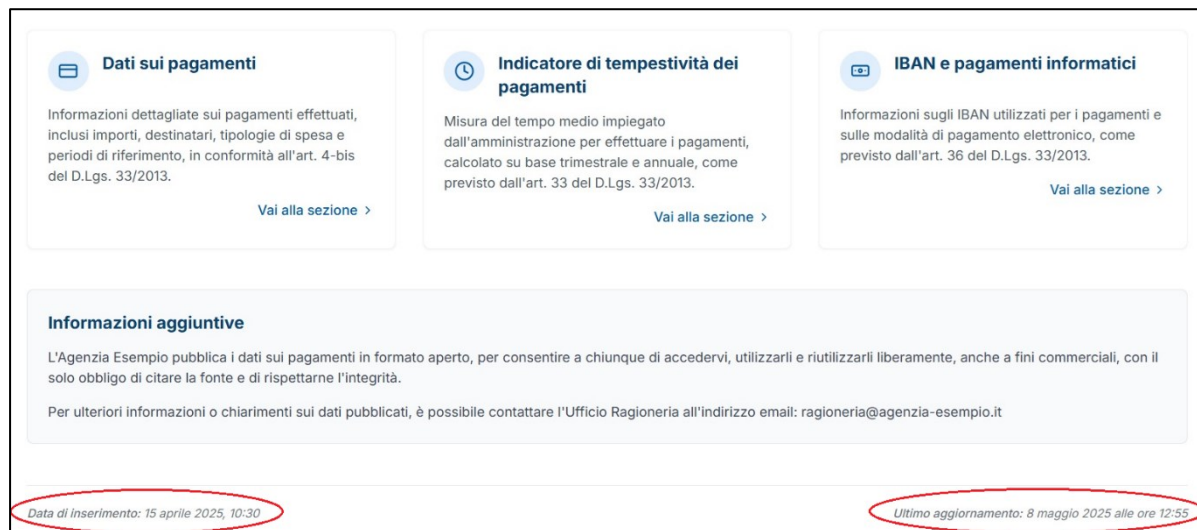 Dati sui pagamenti
Informazioni dettagliate sui pagamenti effettuati,
inclusi importi, destinatari, tipologie di spesa e
periodi di riferimento, in conformità all'art. 4-bis
del D.Lgs. 33/2013.
Vai alla sezione >
Indicatore di tempestività dei
pagamenti
Misura del tempo medio impiegato
dall'amministrazione per effettuare i pagamenti,
calcolato su base trimestrale e annuale, come
previsto dall'art. 33 del D.Lgs. 33/2013.
Vai alla sezione >
IBAN e pagamenti informatici
Informazioni sugli IBAN utilizzati per i pagamenti e
sulle modalità di pagamento elettronico, come
previsto dall'art. 36 del D.Lgs. 33/2013.
Vai alla sezione >
Informazioni aggiuntive
L'Agenzia Esempio pubblica i dati sui pagamenti in formato aperto, per consentire a chiunque di accedervi, utilizzarli e riutilizzarli liberamente, anche a fini commerciali, con il
solo obbligo di citare la fonte e di rispettarne l'integrità.
Per ulteriori informazioni o chiarimenti sui dati pubblicati, è possibile contattare l'Ufficio Ragioneria all'indirizzo email: ragioneria@agenzia-esempio.it
Data di inserimento: 15 aprile 2025, 10:30
Ultimo aggiornamento: 8 maggio 2025 alle ore 12:55